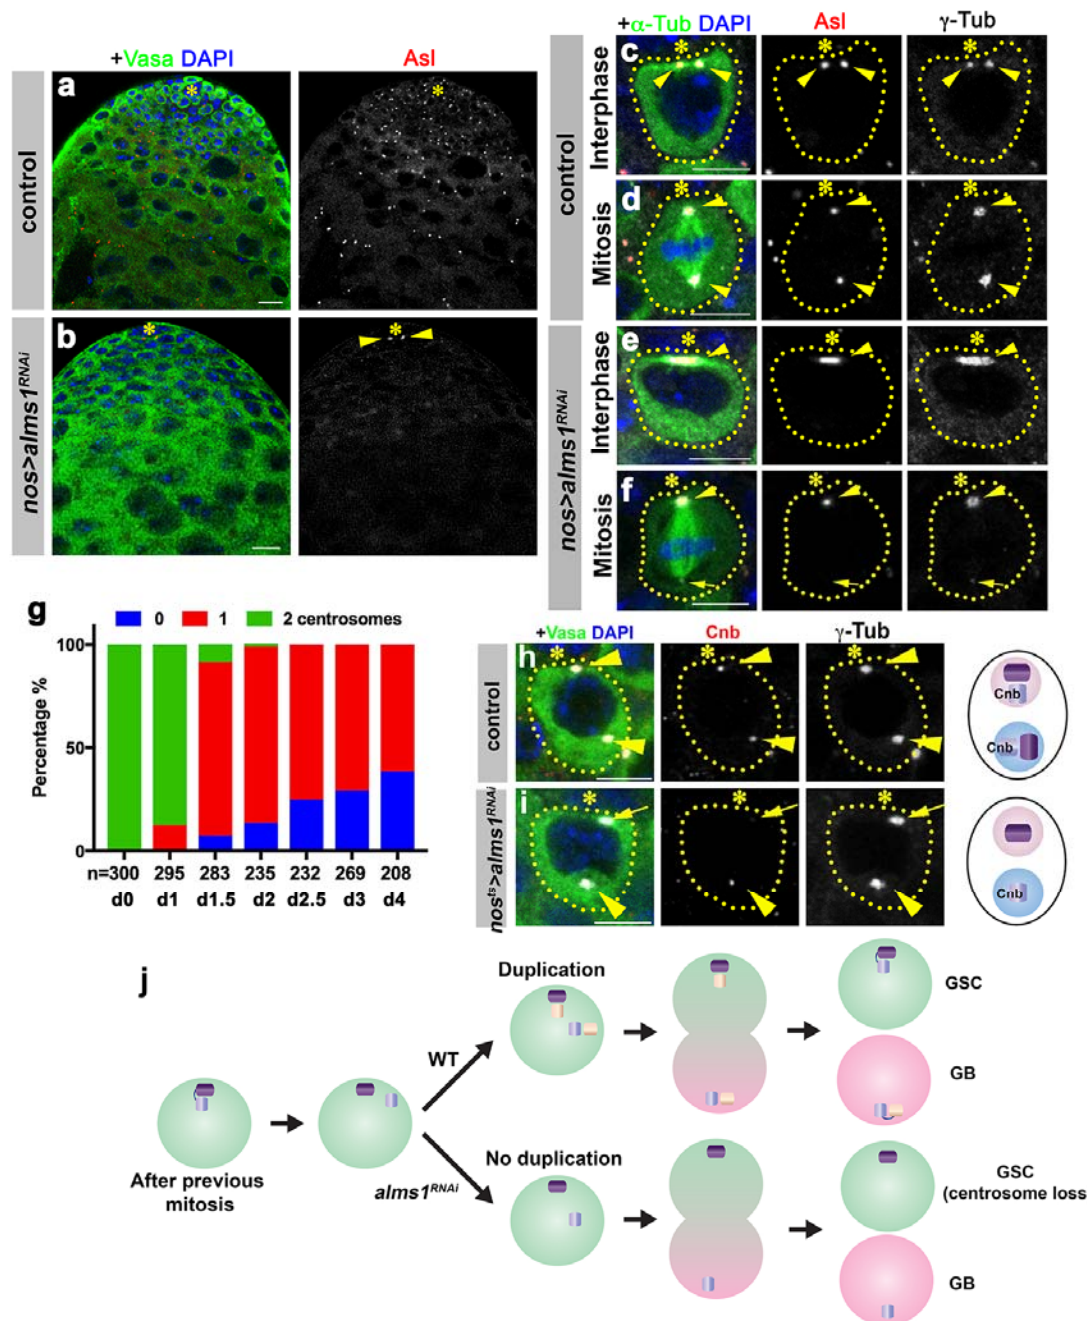 +Vasa DAPI
Asl
+α-Tub DAPI
Asl
γ-Tub
control
a
*
*
nos>alms1RNAi
b
*
*
control
Interphase
c
*
*
*
Mitosis
d
*
*
*
nos>alms1RNAi
Interphase
e
*
*
*
Mitosis
f
*
*
*
g
0
1
2 centrosomes
Percentage %
100
50
0
n=300 295 283 235 232 269 208
d0 d1 d1.5 d2 d2.5 d3 d4
+Vasa DAPI
Cnb
γ-Tub
control
h
*
*
*
Cnb
Cnb
nosts>alms1RNAi
i
*
*
*
Cnb
j
Duplication
GSC
WT
GB
After previous
mitosis
alms1RNAi
No duplication
GSC
(centrosome loss
GB